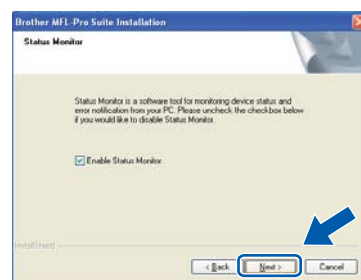 Brother MFL-Pro Suite Installation
Status Monitor
Status Monitor is a software tool for monitoring device status and
error notification from your PC. Please uncheck the checkbox below
if you would like to disable Status Monitor.
Enable Status Monitor
InstallShield
< Back
Next >
Cancel